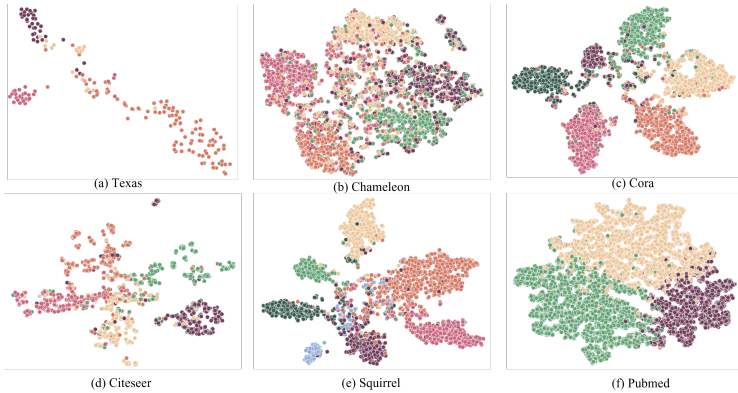 (a) Texas
(b) Chameleon
(c) Cora
(d) Citeseer
(e) Squirrel
(f) Pubmed